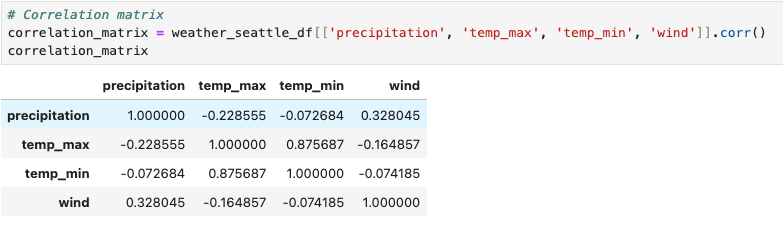 # Correlation matrix
correlation_matrix = weather_seattle_df[['precipitation', 'temp_max', 'temp_min', 'wind']].corr()
correlation_matrix
precipitation temp_max temp_min wind
precipitation 1.000000 -0.228555 -0.072684 0.328045
temp_max -0.228555 1.000000 0.875687 -0.164857
temp_min -0.072684 0.875687 1.000000 -0.074185
wind 0.328045 -0.164857 -0.074185 1.000000